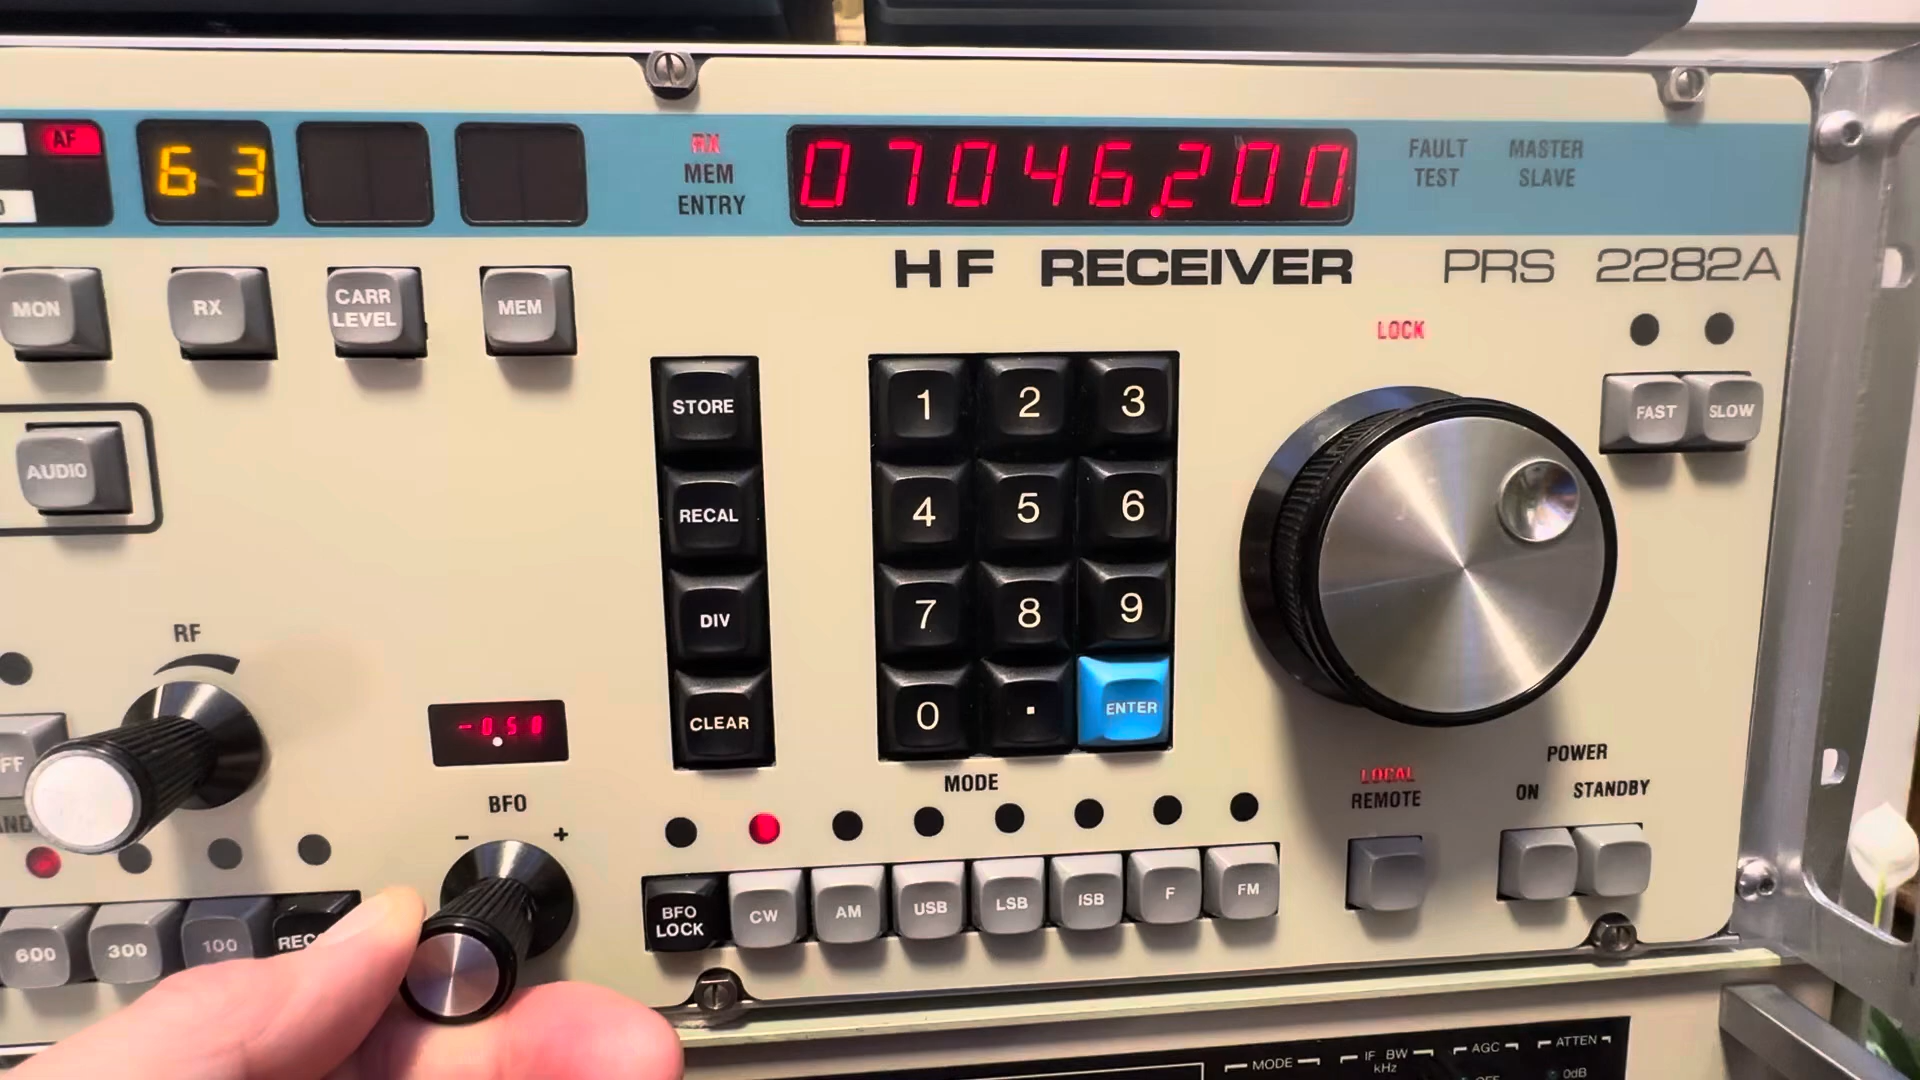 AF
63
RX
MEM
ENTRY
07046.200
FAULT MASTER
TEST SLAVE
HF RECEIVER PRS 2282A
MON
RX
CARR
LEVEL
MEM
LOCK
FAST
SLOW
AUDIO
STORE
RECAL
DIV
CLEAR
1 2 3
4 5 6
7 8 9
0 . ENTER
RF
-0.50
BFO
- +
MODE
LOCAL
REMOTE
POWER
ON STANDBY
BFO
LOCK
CW
AM
USB
LSB
ISB
F
FM
600
300
100
MODE
IF BW
kHz
AGC
ATTEN
0dB